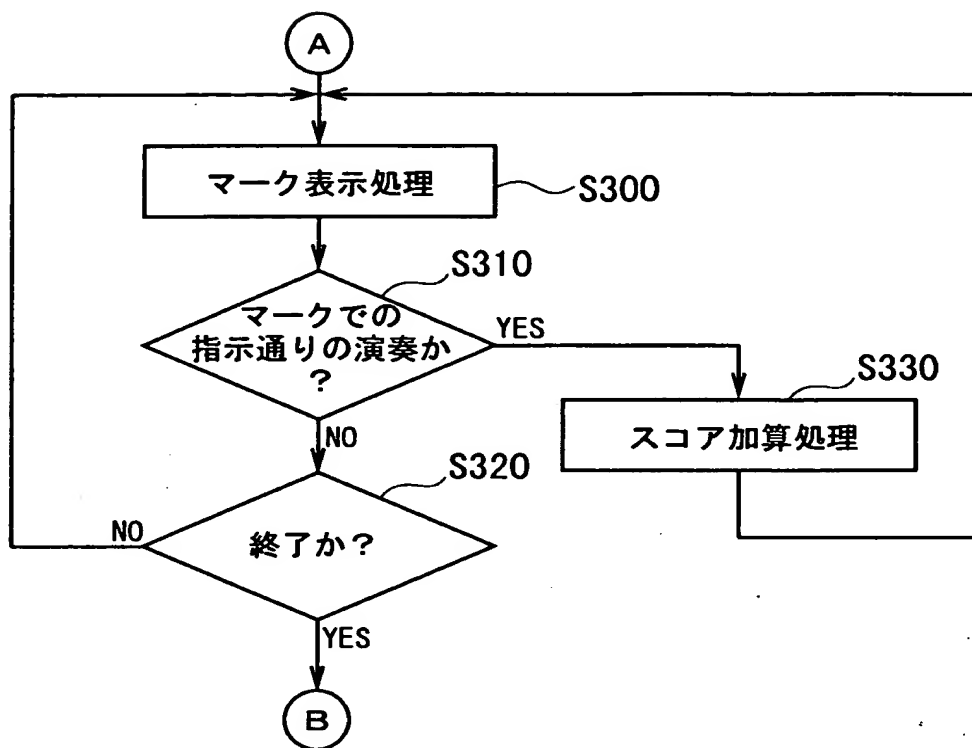 A
マーク表示処理
S300
S310
マークでの
指示通りの演奏か
?
YES
S330
スコア加算処理
NO
S320
終了か?
NO
YES
B